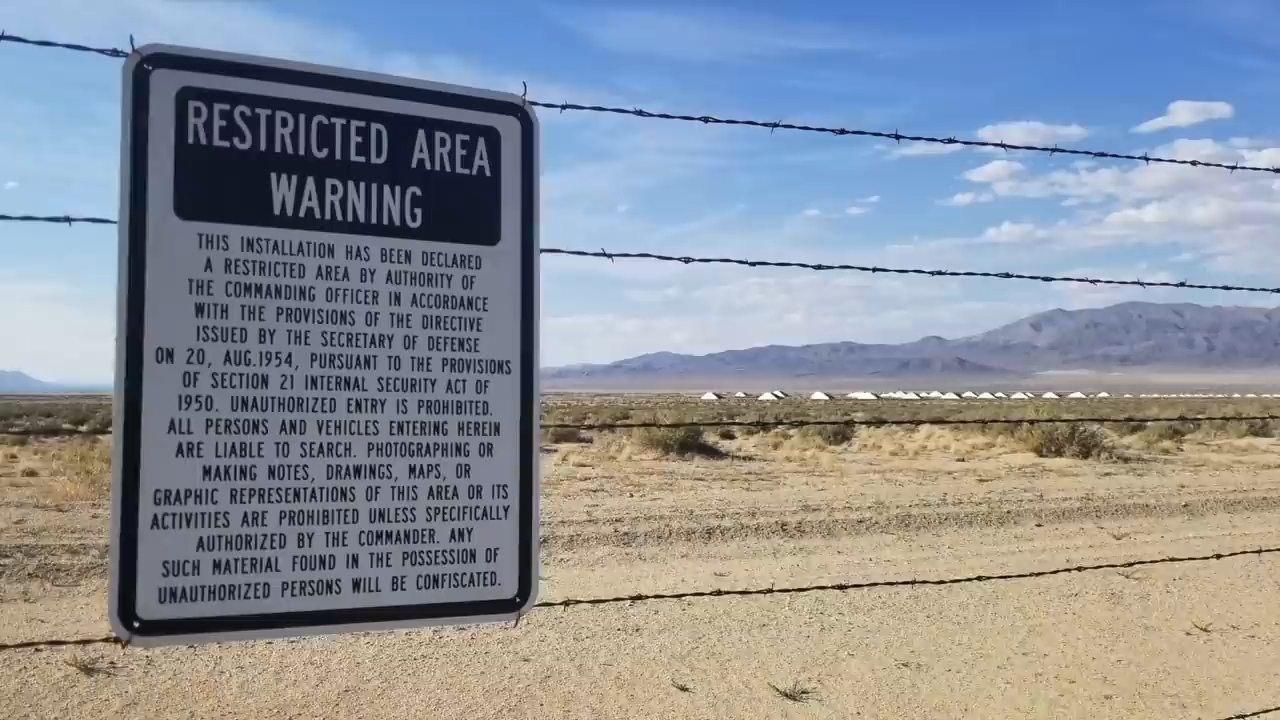 RESTRICTED AREA
WARNING
THIS INSTALLATION HAS BEEN DECLARED
A RESTRICTED AREA BY AUTHORITY OF
THE COMMANDING OFFICER IN ACCORDANCE
WITH THE PROVISIONS OF THE DIRECTIVE
ISSUED BY THE SECRETARY OF DEFENSE
ON 20, AUG.1954, PURSUANT TO THE PROVISIONS
OF SECTION 21 INTERNAL SECURITY ACT OF
1950. UNAUTHORIZED ENTRY IS PROHIBITED.
ALL PERSONS AND VEHICLES ENTERING HEREIN
ARE LIABLE TO SEARCH. PHOTOGRAPHING OR
MAKING NOTES, DRAWINGS, MAPS, OR
GRAPHIC REPRESENTATIONS OF THIS AREA OR ITS
ACTIVITIES ARE PROHIBITED UNLESS SPECIFICALLY
AUTHORIZED BY THE COMMANDER. ANY
SUCH MATERIAL FOUND IN THE POSSESSION OF
UNAUTHORIZED PERSONS WILL BE CONFISCATED.